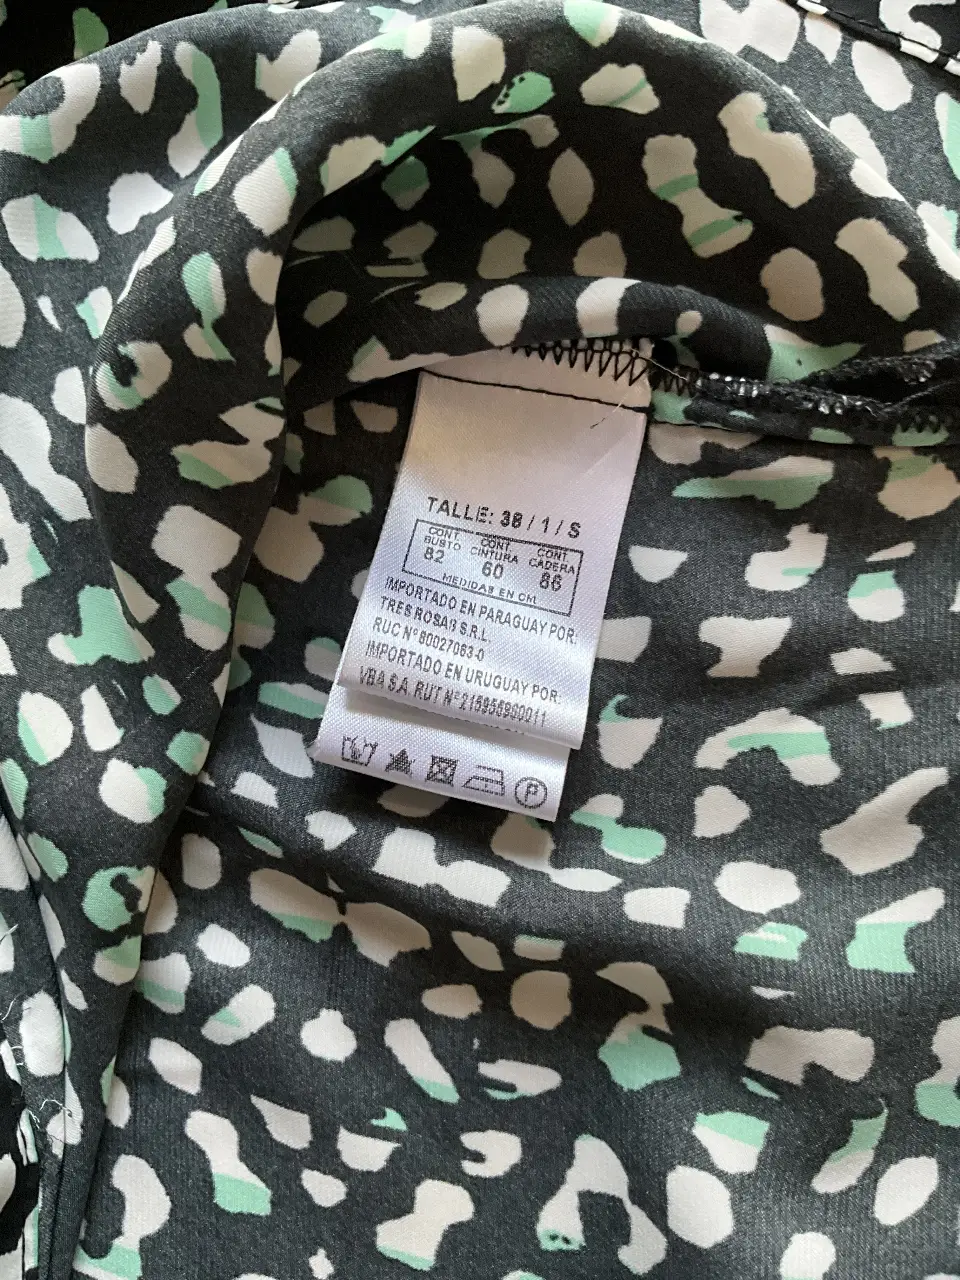 TALLE: 38 / 1 / S
CONT. BUSTO CONT. CINTURA CONT. CADERA
82 60 86
MEDIDAS EN CM
IMPORTADO EN PARAGUAY POR:
TRES ROSAS S.R.L.
RUC N° 80027063-0
IMPORTADO EN URUGUAY POR:
VBA S.A. RUT N° 215955990011
P